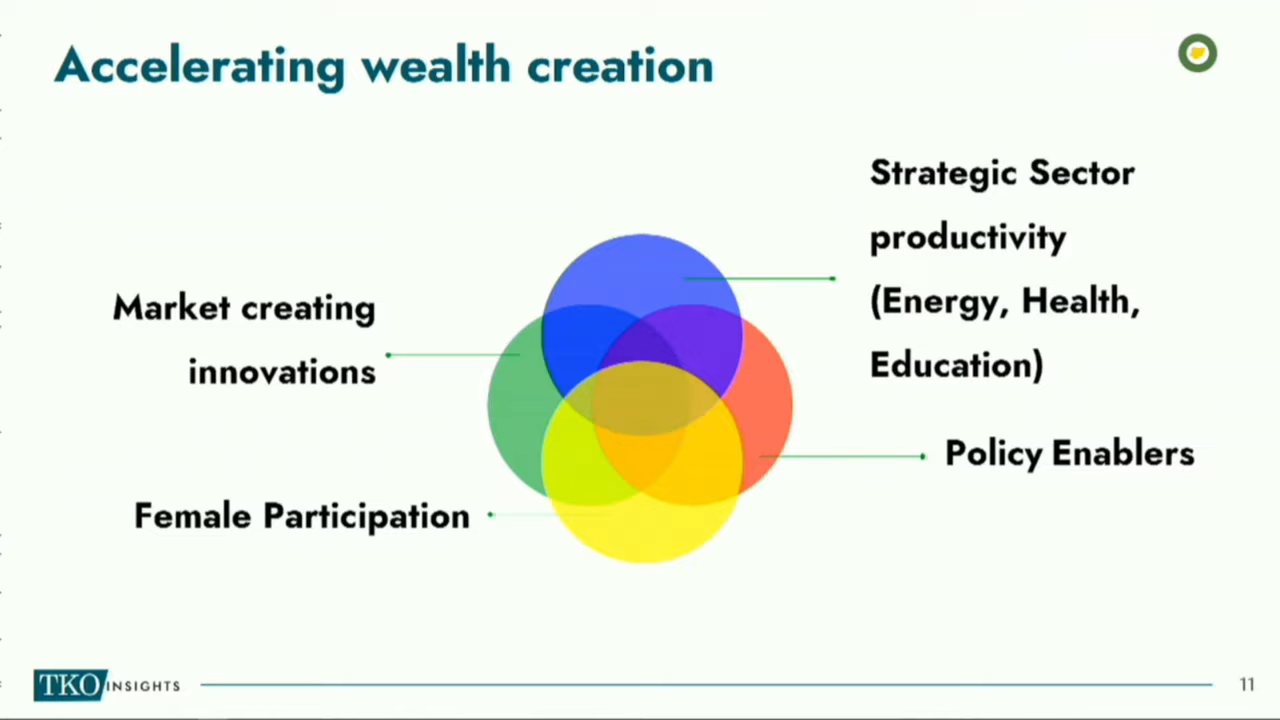 Accelerating wealth creation
Strategic Sector
productivity
(Energy, Health,
Education)
Market creating
innovations
Policy Enablers
Female Participation
TKO INSIGHTS
11